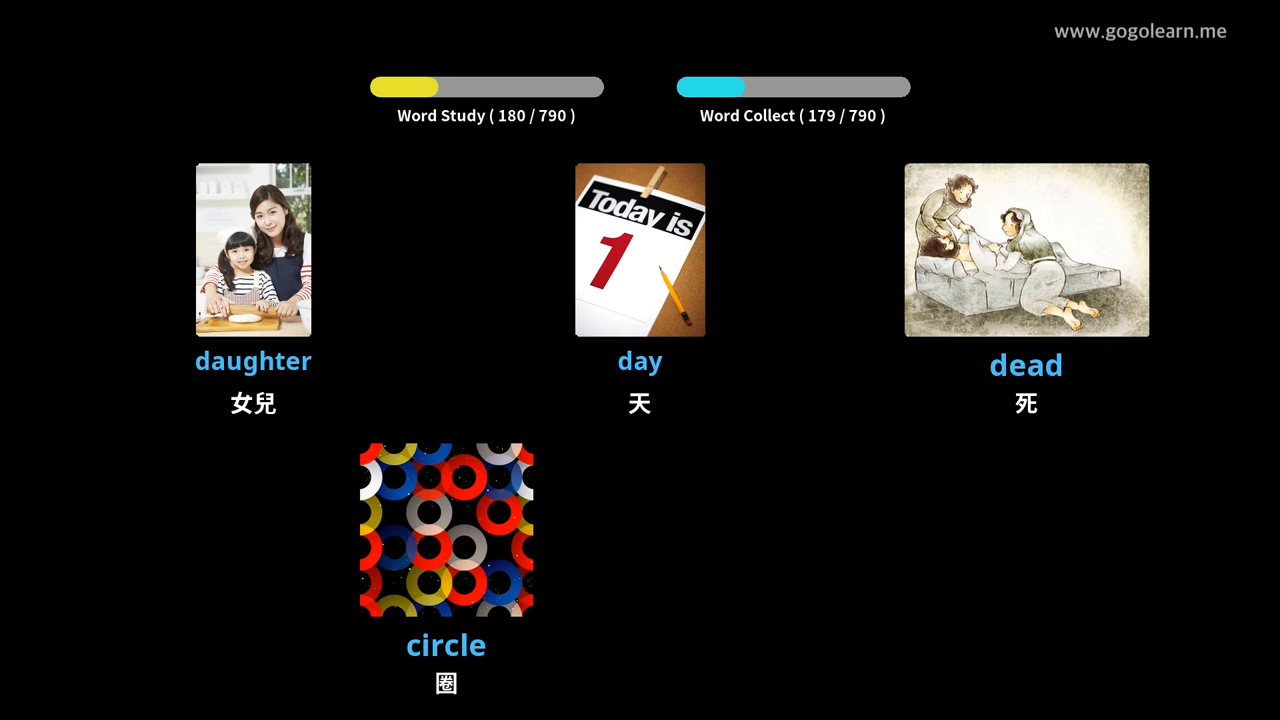 www.gogolearn.me
Word Study ( 180 / 790 )
Word Collect ( 179 / 790 )
Today is
1
daughter
day
dead
女兒
天
死
circle
圈